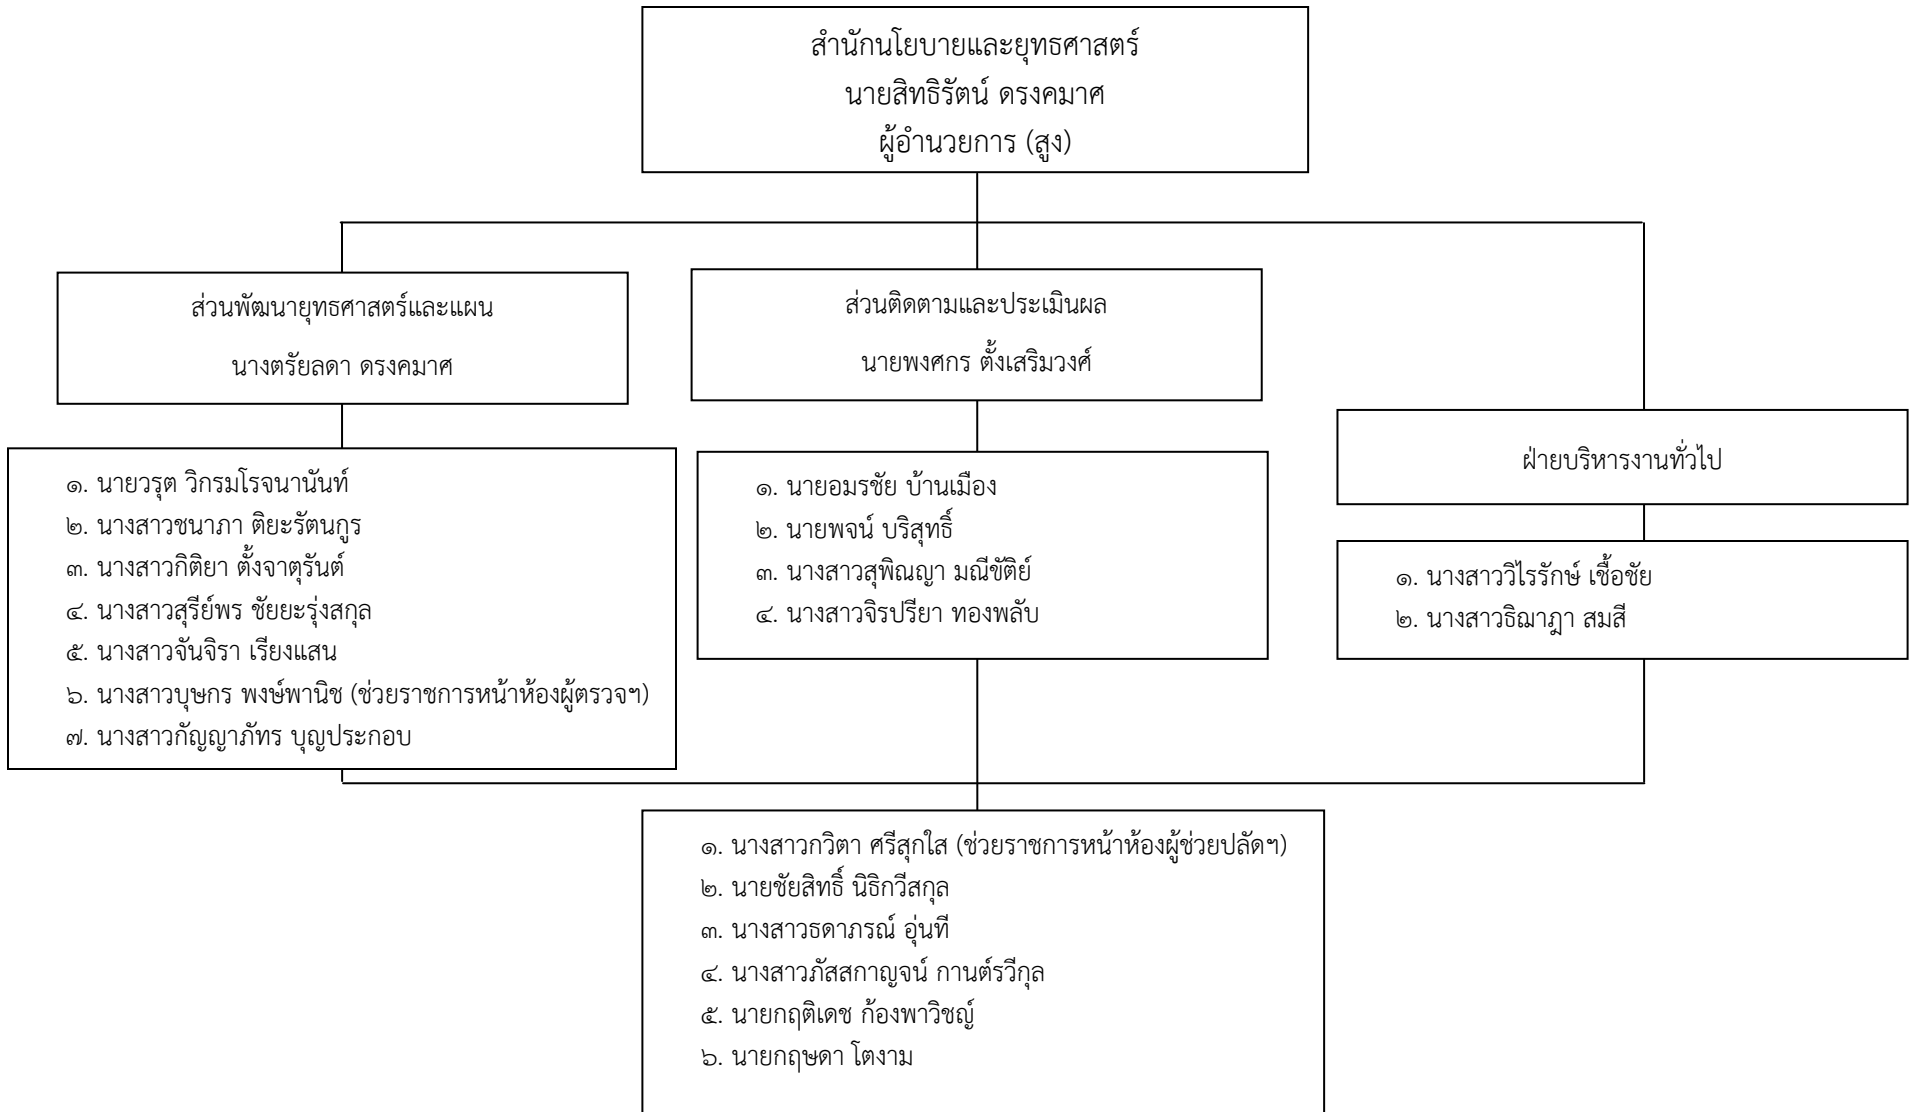 สำนักนโยบายและยุทธศาสตร์
นายสิทธิรัตน์ ดรงคมาศ
ผู้อำนวยการ (สูง)
ส่วนพัฒนายุทธศาสตร์และแผน
นางตรัยลดา ดรงคมาศ
ส่วนติดตามและประเมินผล
นายพงศกร ตั้งเสริมวงศ์
ฝ่ายบริหารงานทั่วไป
๑. นายวรุต วิกรมโรจนานันท์
๒. นางสาวชนาภา ติยะรัตนกูร
๓. นางสาวกิติยา ตั้งจาตุรันต์
๔. นางสาวสุรีย์พร ชัยยะรุ่งสกุล
๕. นางสาวจันจิรา เรียงแสน
๖. นางสาวบุษกร พงษ์พานิช (ช่วยราชการหน้าห้องผู้ตรวจฯ)
๗. นางสาวกัญญาภัทร บุญประกอบ
๑. นายอมรชัย บ้านเมือง
๒. นายพจน์ บริสุทธิ์
๓. นางสาวสุพิณญา มณีขัติย์
๔. นางสาวจิรปรียา ทองพลับ
๑. นางสาววิไรรักษ์ เชื้อชัย
๒. นางสาวธิฌาฎา สมสี
๑. นางสาวกวิตา ศรีสุกใส (ช่วยราชการหน้าห้องผู้ช่วยปลัดฯ)
๒. นายชัยสิทธิ์ นิธิกวีสกุล
๓. นางสาวธดาภรณ์ อุ่นที
๔. นางสาวภัสสกาญจน์ กานต์รวีกุล
๕. นายกฤติเดช ก้องพาวิชญ์
๖. นายกฤษดา โตงาม